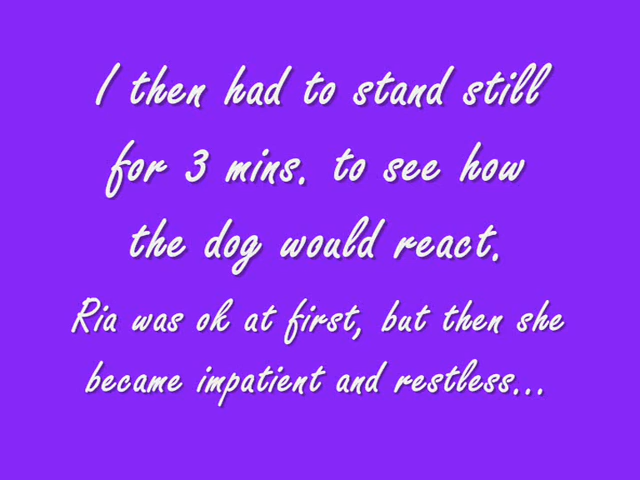 I then had to stand still
for 3 mins. to see how
the dog would react.
Ria was ok at first, but then she
became impatient and restless...